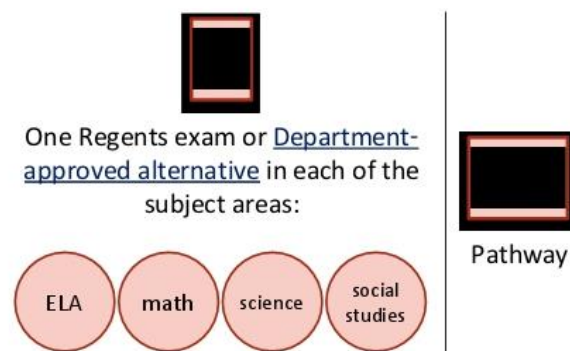 One Regents exam or Department-
approved alternative in each of the
subject areas:
ELA
math
science
social
studies
Pathway